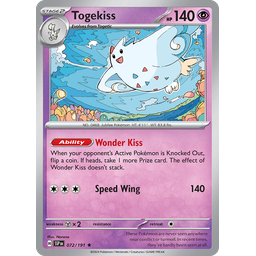 STAGE 2
Togekiss
HP 140
Evolves from Togetic
Ability Wonder Kiss
When your opponent's Active Pokémon is Knocked Out, flip
a coin. If heads, take 1 more Prize card. The effect of
Wonder Kiss doesn't stack.
Speed Wing 140
weakness ×2 resistance retreat
SSP EN 072/191 ★